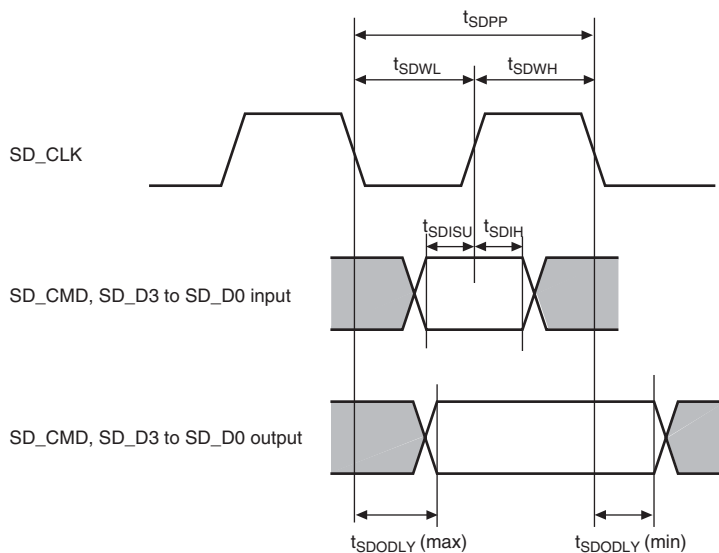 tSDPP
tSDWL tSDWH
SD_CLK
tSDISU tSDIH
SD_CMD, SD_D3 to SD_D0 input
SD_CMD, SD_D3 to SD_D0 output
tSDODLY (max) tSDODLY (min)